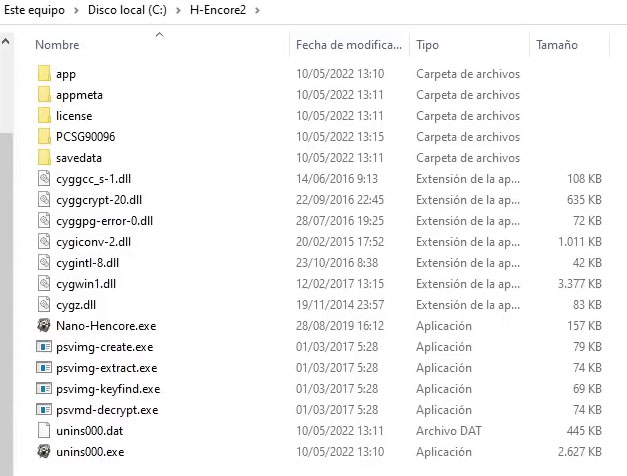 Este equipo > Disco local (C:) > H-Encore2 >
Nombre Fecha de modifica... Tipo Tamaño
app 10/05/2022 13:10 Carpeta de archivos
appmeta 10/05/2022 13:11 Carpeta de archivos
license 10/05/2022 13:11 Carpeta de archivos
PCSG90096 10/05/2022 13:15 Carpeta de archivos
savedata 10/05/2022 13:11 Carpeta de archivos
cyggcc_s-1.dll 14/06/2016 9:13 Extensión de la ap... 108 KB
cyggcrypt-20.dll 22/09/2016 22:45 Extensión de la ap... 635 KB
cyggpg-error-0.dll 28/07/2016 19:25 Extensión de la ap... 72 KB
cygiconv-2.dll 20/02/2015 17:52 Extensión de la ap... 1.011 KB
cygintl-8.dll 23/10/2016 8:38 Extensión de la ap... 42 KB
cygwin1.dll 12/02/2017 13:15 Extensión de la ap... 3.377 KB
cygz.dll 19/11/2014 23:57 Extensión de la ap... 83 KB
Nano-Hencore.exe 28/08/2019 16:12 Aplicación 157 KB
psvimg-create.exe 01/03/2017 5:28 Aplicación 79 KB
psvimg-extract.exe 01/03/2017 5:28 Aplicación 74 KB
psvimg-keyfind.exe 01/03/2017 5:28 Aplicación 69 KB
psvmd-decrypt.exe 01/03/2017 5:28 Aplicación 74 KB
unins000.dat 10/05/2022 13:11 Archivo DAT 445 KB
unins000.exe 10/05/2022 13:10 Aplicación 2.627 KB